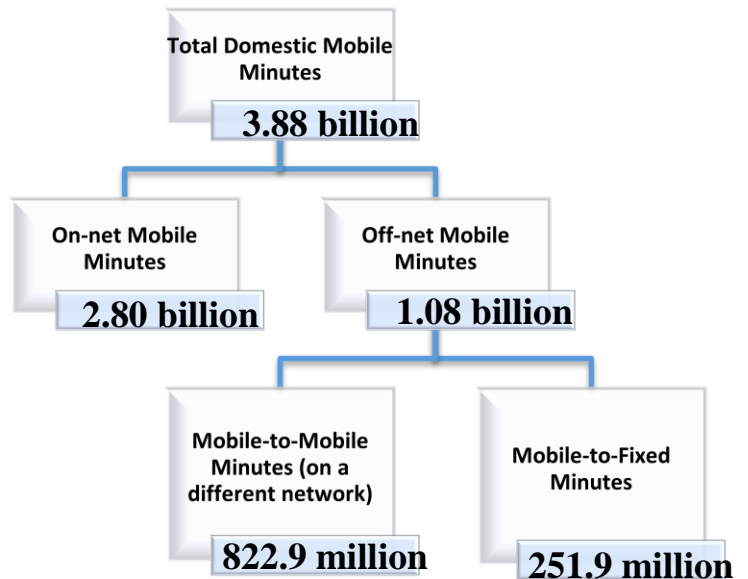 Total Domestic Mobile
Minutes
3.88 billion
On-net Mobile
Minutes
2.80 billion
Off-net Mobile
Minutes
1.08 billion
Mobile-to-Mobile
Minutes (on a
different network)
822.9 million
Mobile-to-Fixed
Minutes
251.9 million